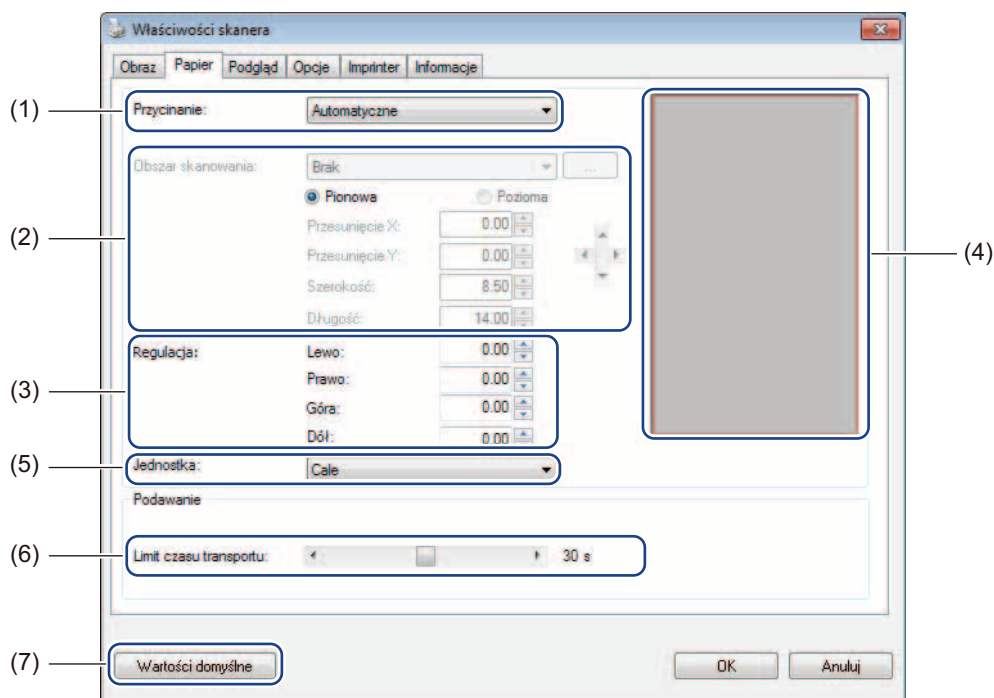 Właściwości skanera
Obraz Papier Podgląd Opcje Imprinter Informacje
(1) Przycinanie: Automatyczne
(2) Obszar skanowania: Brak ...
Pionowa Pozioma
Przesunięcie X: 0.00
Przesunięcie Y: 0.00
Szerokość: 8.50
Długość: 14.00
(4)
(3) Regulacja: Lewo: 0.00
Prawo: 0.00
Góra: 0.00
Dół: 0.00
(5) Jednostka: Cale
Podawanie
(6) Limit czasu transportu: 30 s
(7) Wartości domyślne OK Anuluj